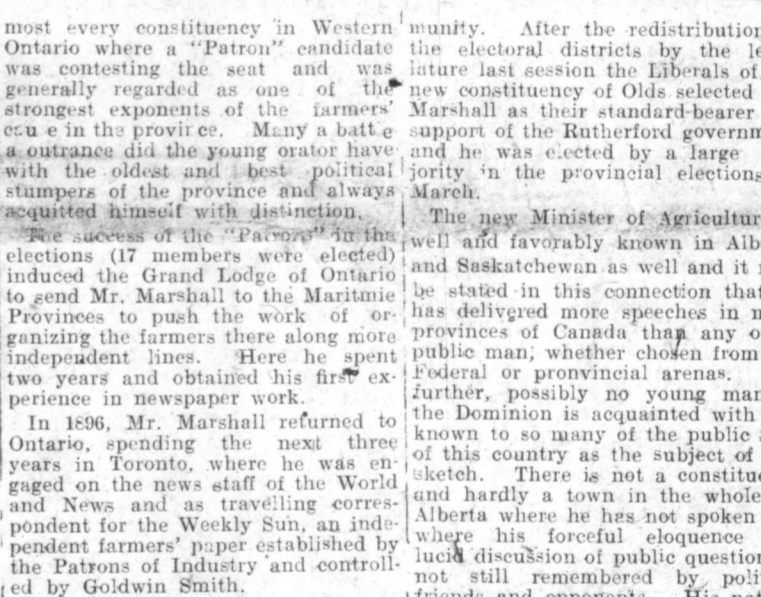 most every constituency in Western
Ontario where a "Patron" candidate
was contesting the seat and was
generally regarded as one of the
strongest exponents of the farmers'
cau e in the provir ce. Many a batt e
a outrance did the young orator have
with the oldest and best political
stumpers of the province and always
acquitted himself with distinction.
The success of the "Patrons" in the
elections (17 members were elected)
induced the Grand Lodge of Ontario
to send Mr. Marshall to the Maritmie
Provinces to push the work of or-
ganizing the farmers there along more
independent lines. Here he spent
two years and obtained his first ex-
perience in newspaper work.
In 1896, Mr. Marshall returned to
Ontario, spending the next three
years in Toronto, where he was en-
gaged on the news staff of the World
and News and as travelling corres-
pondent for the Weekly Sun, an inde-
pendent farmers' paper established by
the Patrons of Industry and controll-
ed by Goldwin Smith.
munity. After the redistribution
the electoral districts by the le
lature last session the Liberals of
new constituency of Olds selected
Marshall as their standard-bearer
support of the Rutherford governm
and he was elected by a large
jority in the provincial elections
March.
The new Minister of Agricultur
well and favorably known in Alb
and Saskatchewan as well and it
be stated in this connection that
has delivered more speeches in
provinces of Canada than any o
public man, whether chosen from
Federal or pronvincial arenas.
further, possibly no young man
the Dominion is acquainted with
known to so many of the public
of this country as the subject of
sketch. There is not a constitue
and hardly a town in the whole
Alberta where he has not spoken
where his forceful eloquence
lucid discussion of public question
not still remembered by poli
friends and opponents. His